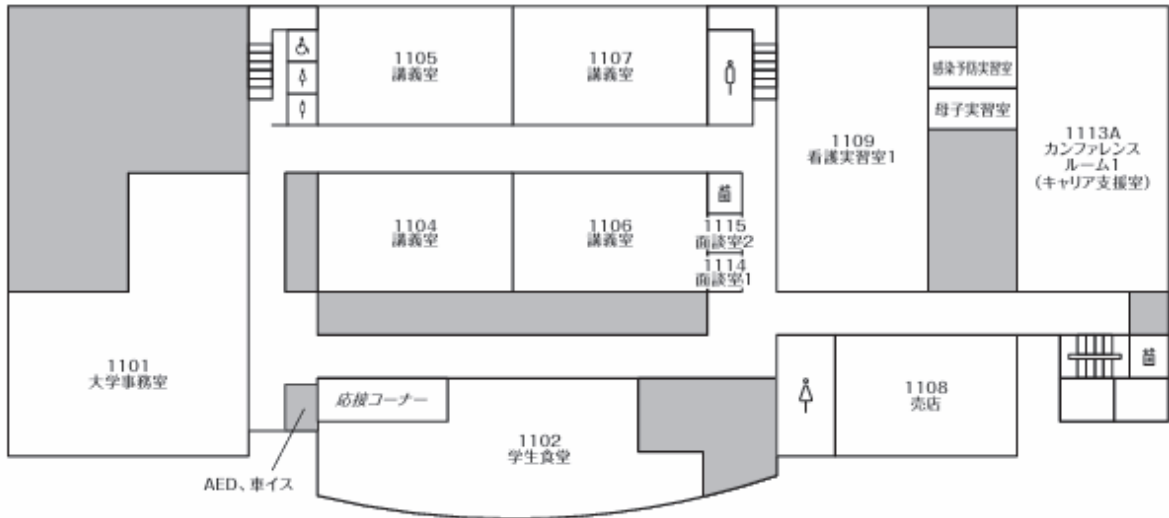 1105
講義室
1107
講義室
感染予防実習室
母子実習室
1109
看護実習室1
1113A
カンファレンス
ルーム1
(キャリア支援室)
1104
講義室
1106
講義室
1115
面談室2
1114
面談室1
1101
大学事務室
応接コーナー
1108
売店
1102
学生食堂
AED、車イス